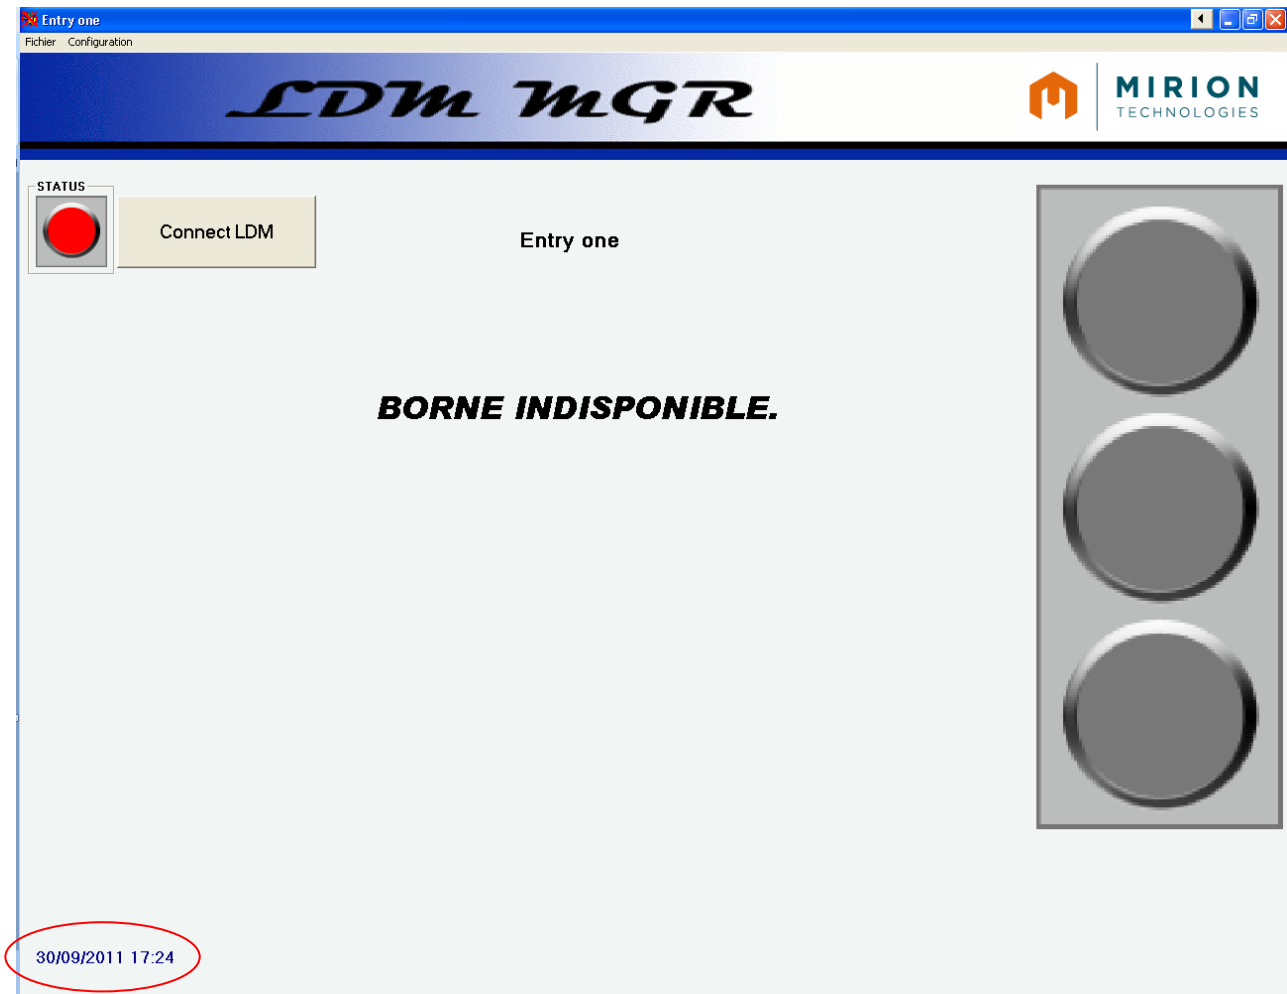 Entry one
Fichier Configuration
LDM MGR
MIRION
TECHNOLOGIES
STATUS
Connect LDM
Entry one
BORNE INDISPONIBLE.
30/09/2011 17:24